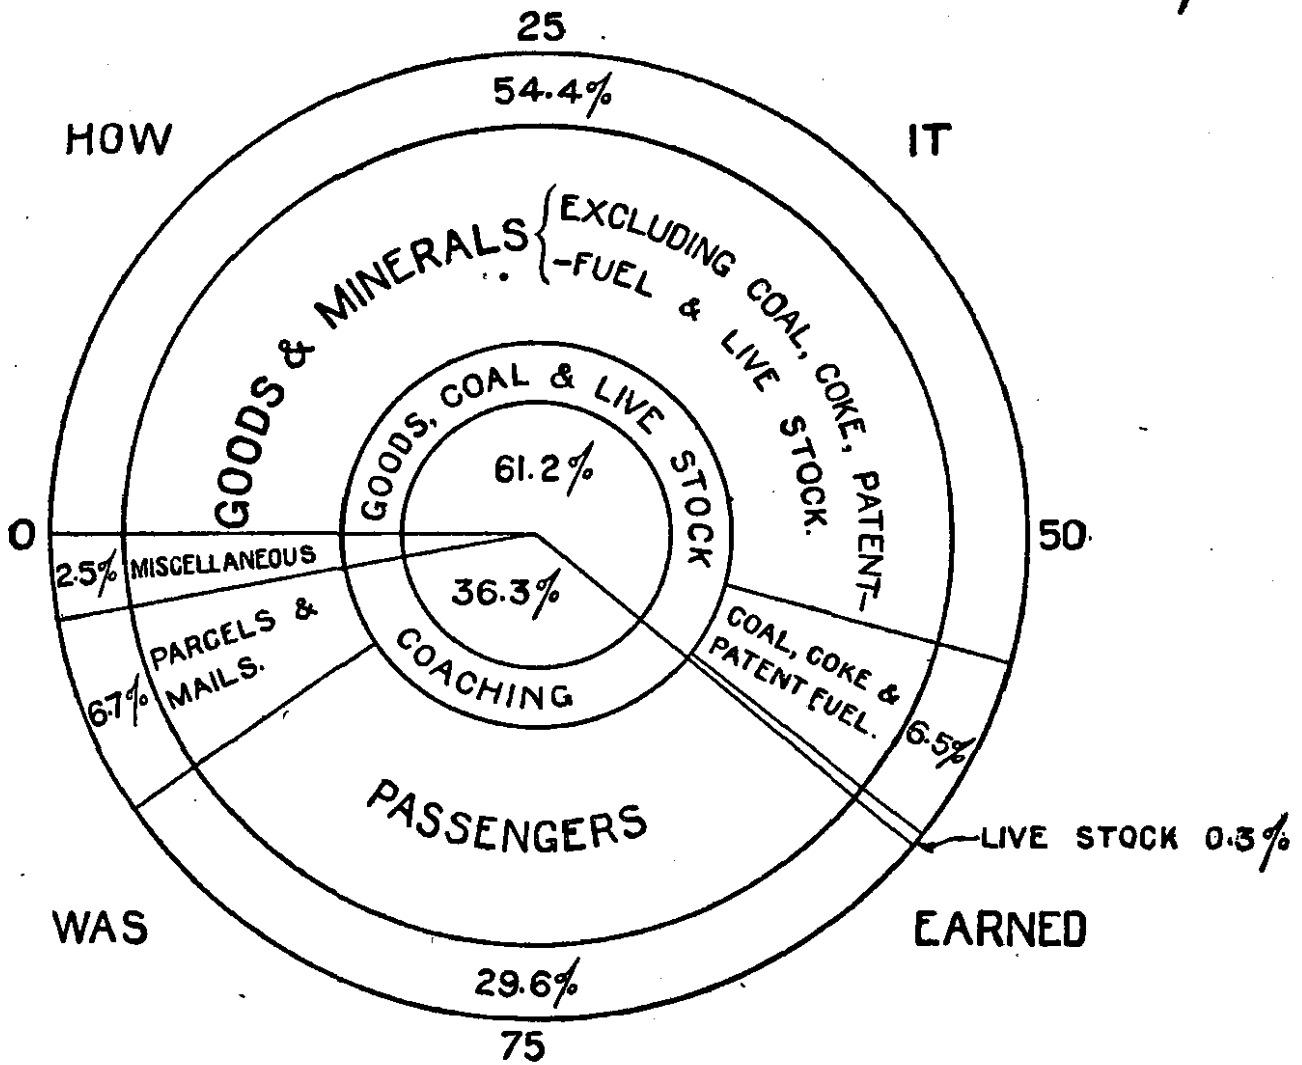 25
54.4%
HOW
IT
GOODS & MINERALS
EXCLUDING COAL, COKE, PATENT-
-FUEL & LIVE STOCK.
GOODS, COAL & LIVE STOCK
61.2%
0
50
2.5%
MISCELLANEOUS
36.3%
COACHING
PARCELS &
MAILS.
6.7%
COAL, COKE &
PATENT FUEL.
6.5%
PASSENGERS
LIVE STOCK 0.3%
WAS
EARNED
29.6%
75